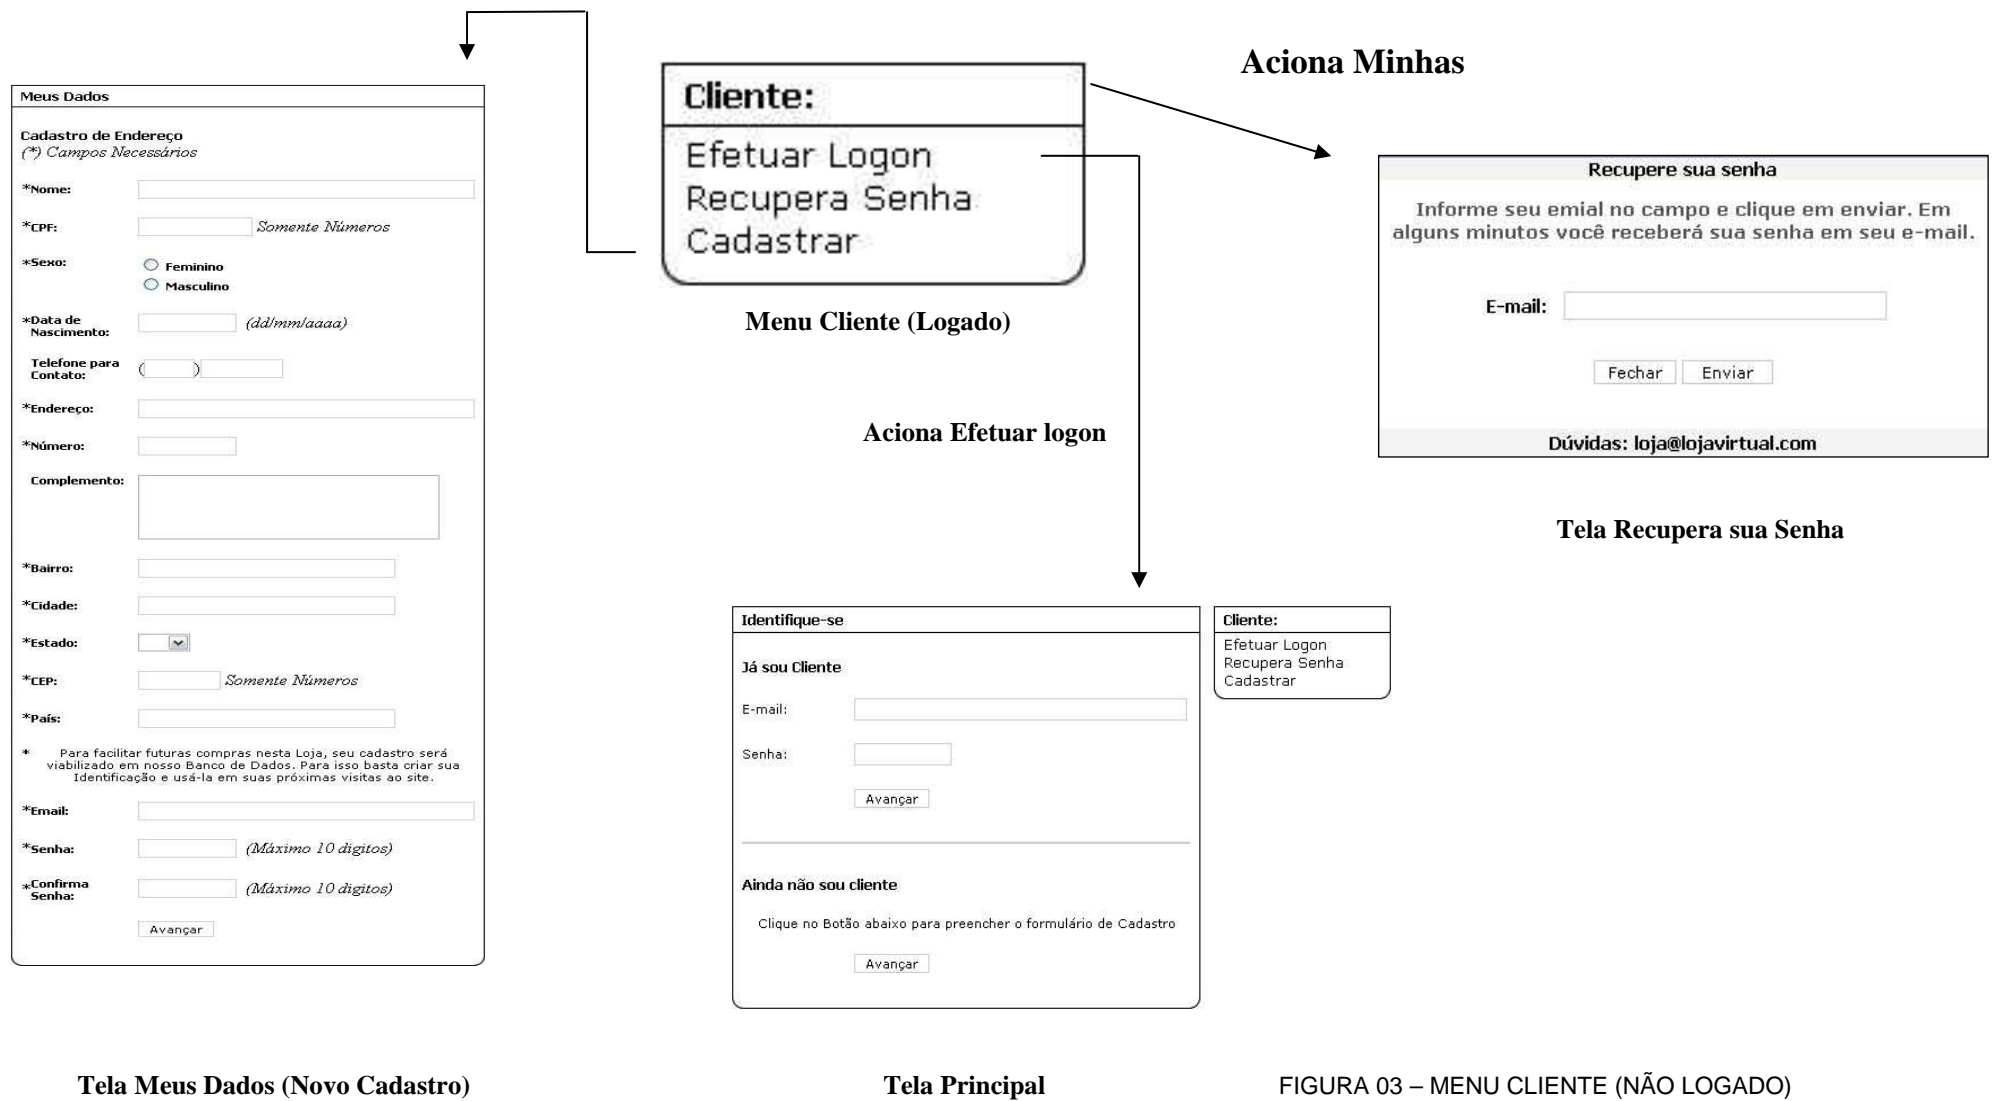 Meus Dados
Cadastro de Endereço
(*) Campos Necessários
*Nome:
*CPF: Somente Números
*Sexo: Feminino
Masculino
*Data de
Nascimento: (dd/mm/aaaa)
Telefone para
Contato: ( )
*Endereço:
*Número:
Complemento:
*Bairro:
*Cidade:
*Estado:
*CEP: Somente Números
*País:
* Para facilitar futuras compras nesta Loja, seu cadastro será
viabilizado em nosso Banco de Dados. Para isso basta criar sua
Identificação e usá-la em suas próximas visitas ao site.
*Email:
*Senha: (Máximo 10 digitos)
*Confirma
Senha: (Máximo 10 digitos)
Avançar
Tela Meus Dados (Novo Cadastro)
Cliente:
Efetuar Logon
Recupera Senha
Cadastrar
Menu Cliente (Logado)
Aciona Efetuar logon
Aciona Minhas
Recupere sua senha
Informe seu emial no campo e clique em enviar. Em
alguns minutos você receberá sua senha em seu e-mail.
E-mail:
Fechar Enviar
Dúvidas: loja@lojavirtual.com
Tela Recupera sua Senha
Identifique-se
Já sou Cliente
E-mail:
Senha:
Avançar
Ainda não sou cliente
Clique no Botão abaixo para preencher o formulário de Cadastro
Avançar
Cliente:
Efetuar Logon
Recupera Senha
Cadastrar
Tela Principal
FIGURA 03 – MENU CLIENTE (NÃO LOGADO)